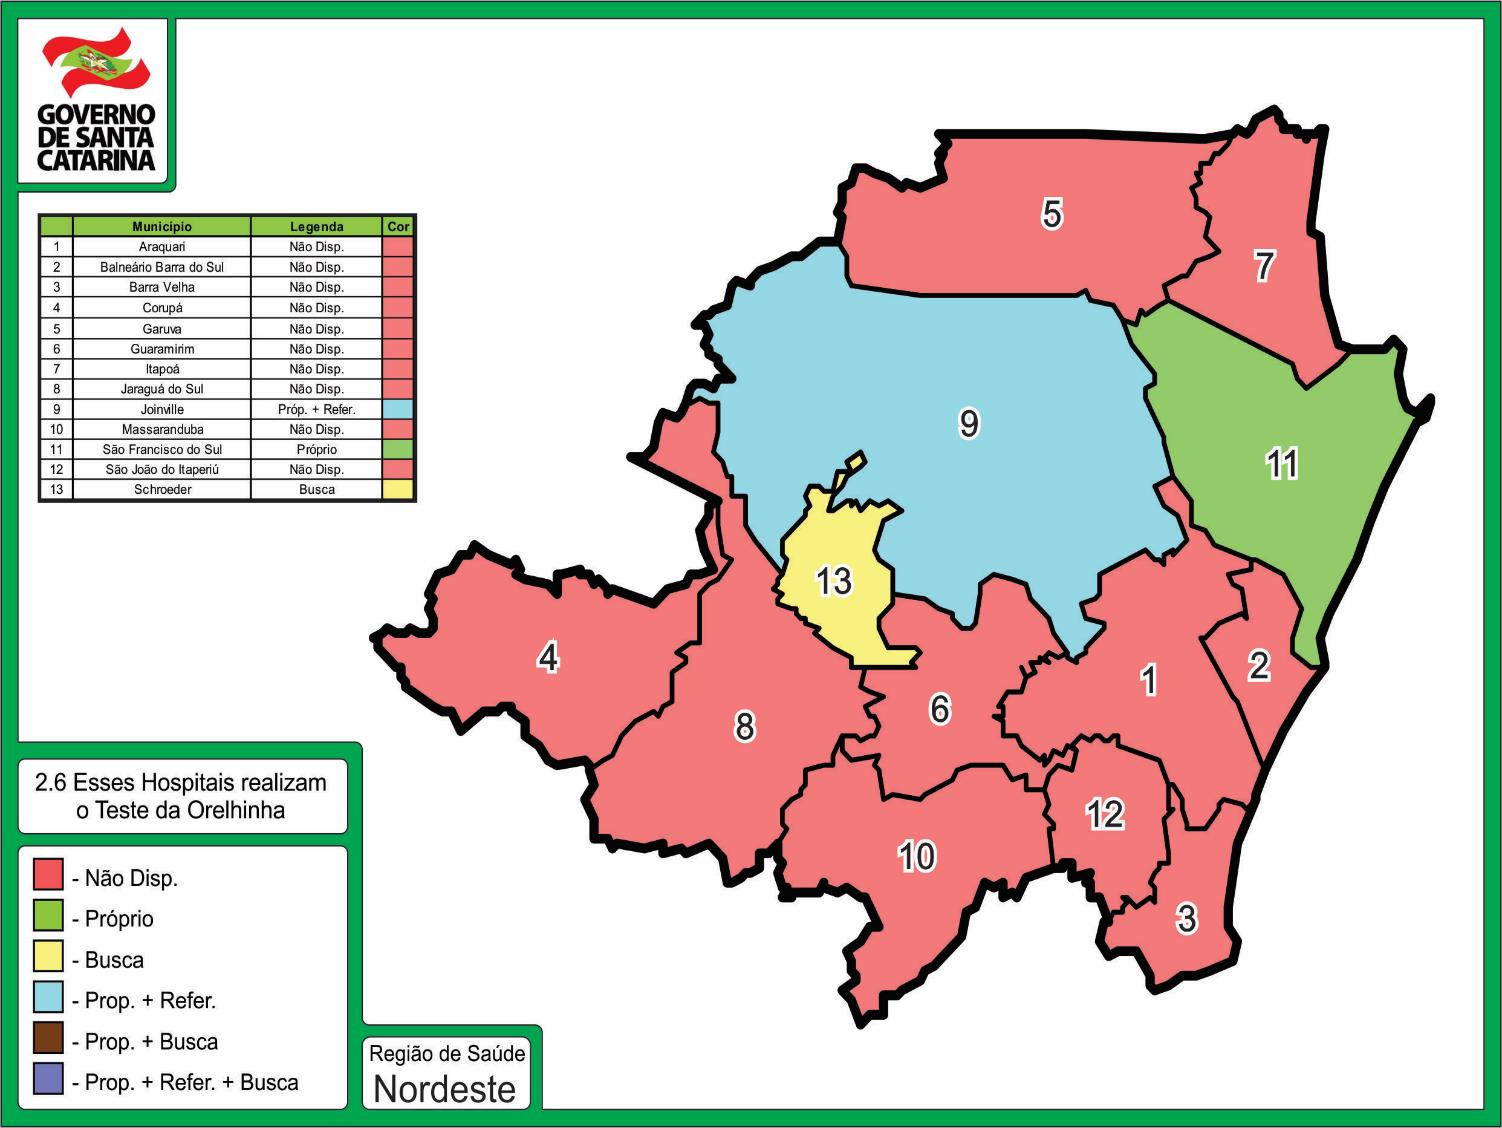 GOVERNO
DE SANTA
CATARINA
Município Legenda Cor
1 Araquari Não Disp.
2 Balneário Barra do Sul Não Disp.
3 Barra Velha Não Disp.
4 Corupá Não Disp.
5 Garuva Não Disp.
6 Guaramirim Não Disp.
7 Itapoá Não Disp.
8 Jaraguá do Sul Não Disp.
9 Joinville Próp. + Refer.
10 Massaranduba Não Disp.
11 São Francisco do Sul Próprio
12 São João do Itaperiú Não Disp.
13 Schroeder Busca
5
7
9
11
13
4
2
1
6
8
12
10
3
2.6 Esses Hospitais realizam
o Teste da Orelhinha
- Não Disp.
- Próprio
- Busca
- Prop. + Refer.
- Prop. + Busca
- Prop. + Refer. + Busca
Região de Saúde
Nordeste